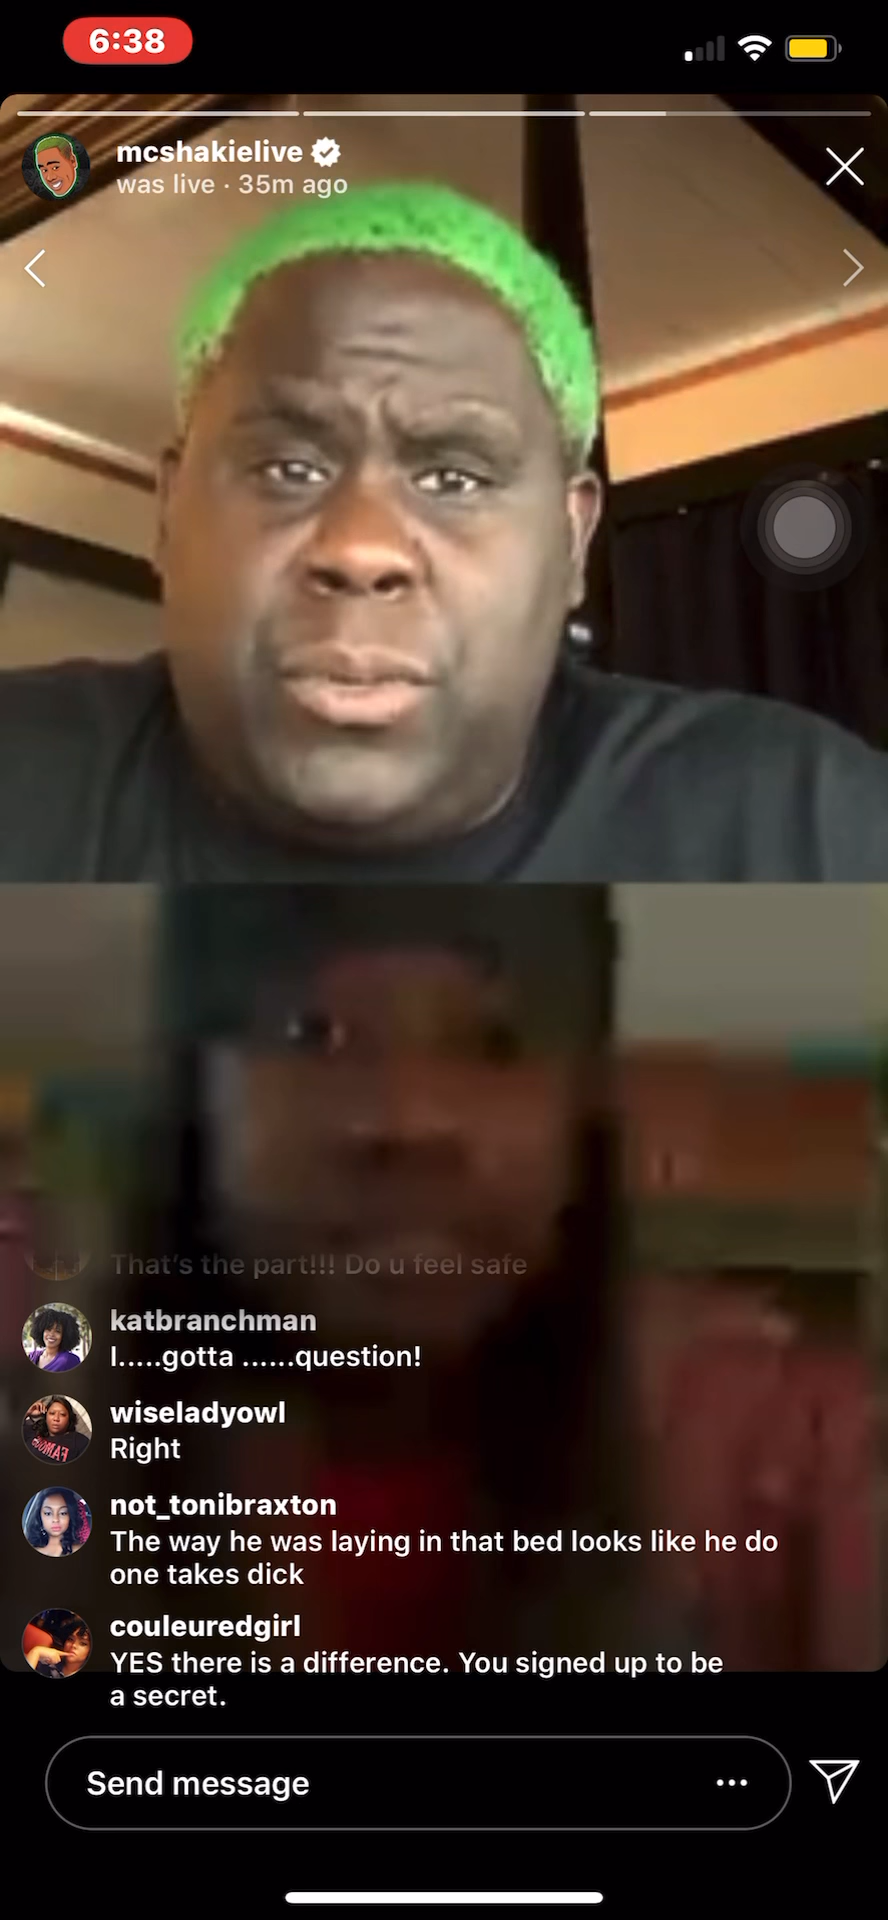 6:38
mcshakielive
was live · 35m ago
That's the part!!! Do u feel safe
katbranchman
I.....gotta ......question!
wiseladyowl
Right
not_tonibraxton
The way he was laying in that bed looks like he do
one takes dick
couleuredgirl
YES there is a difference. You signed up to be
a secret.
Send message